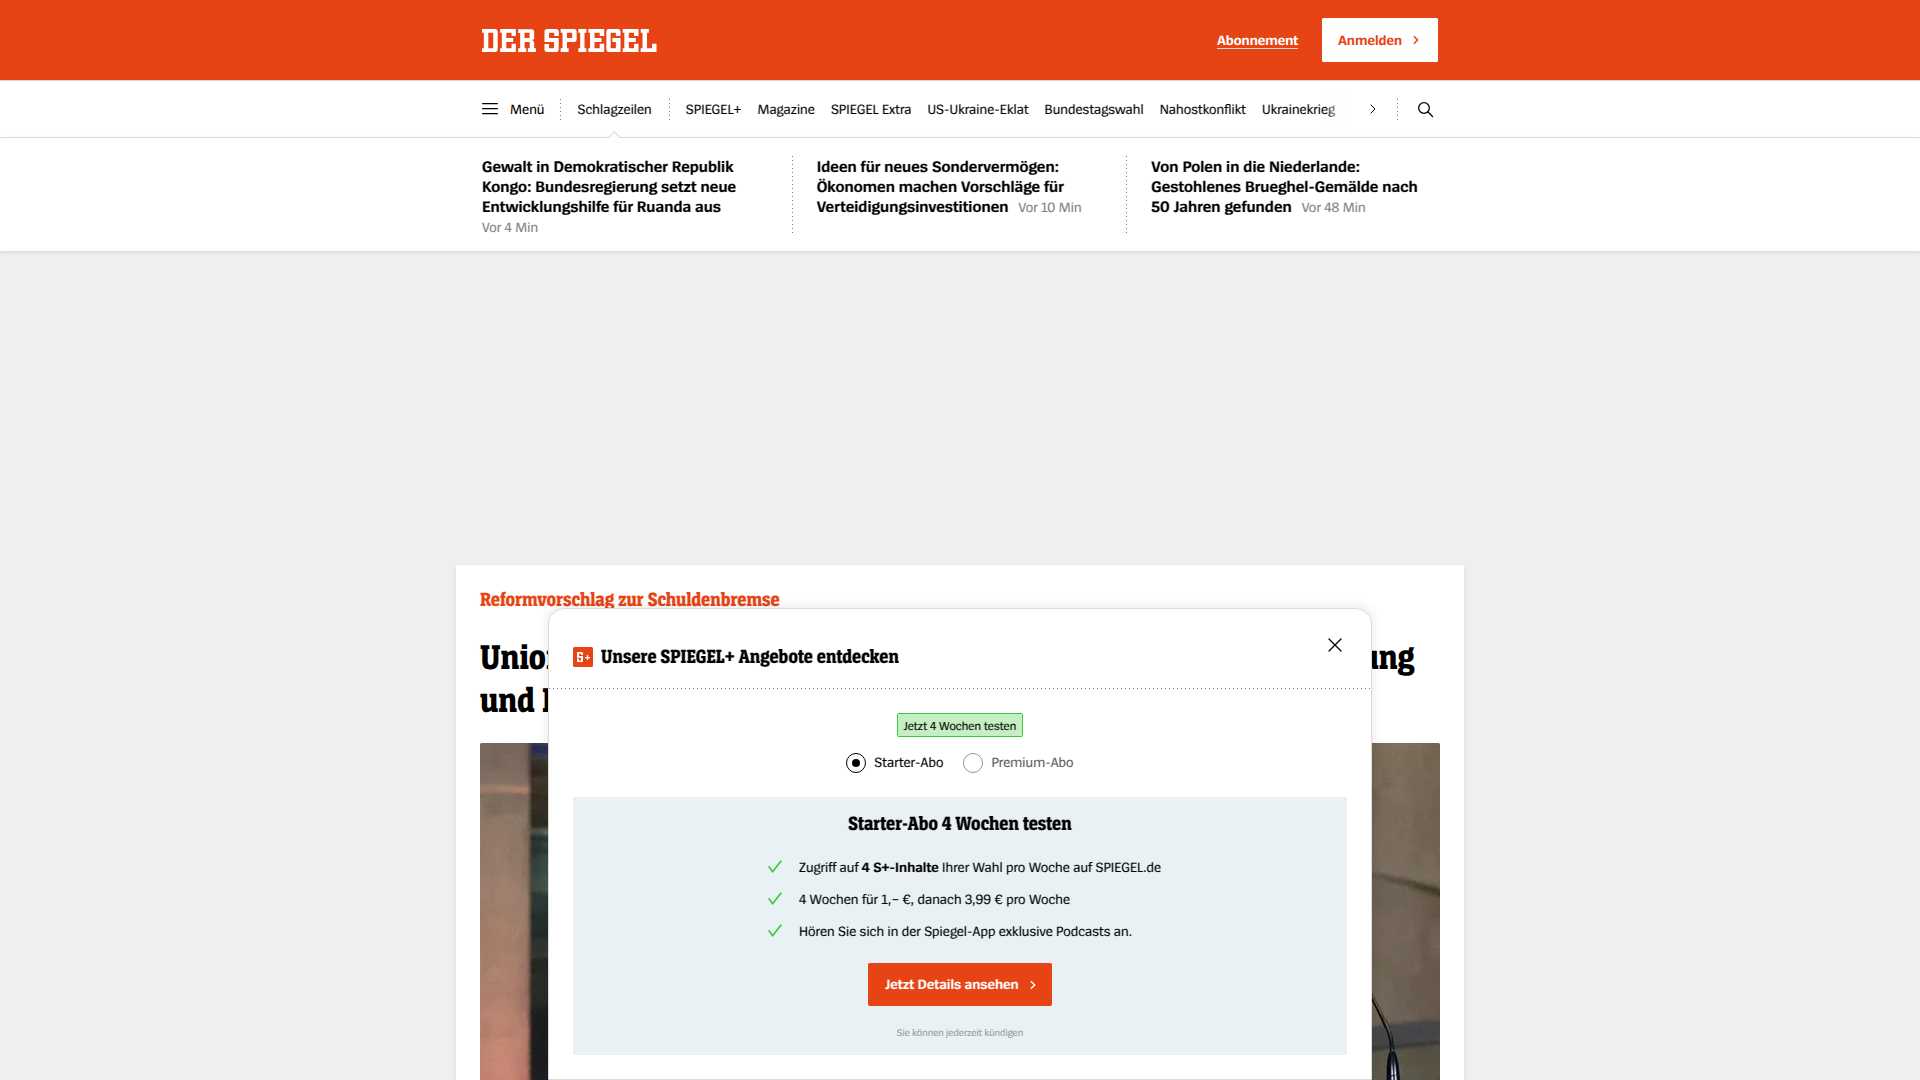 DER SPIEGEL
Abonnement
Anmelden
Menü
Schlagzeilen
SPIEGEL+
Magazine
SPIEGEL Extra
US-Ukraine-Eklat
Bundestagswahl
Nahostkonflikt
Ukrainekrieg
Gewalt in Demokratischer Republik
Kongo: Bundesregierung setzt neue
Entwicklungshilfe für Ruanda aus
Vor 4 Min
Ideen für neues Sondervermögen:
Ökonomen machen Vorschläge für
Verteidigungsinvestitionen Vor 10 Min
Von Polen in die Niederlande:
Gestohlenes Brueghel-Gemälde nach
50 Jahren gefunden Vor 48 Min
Reformvorschlag zur Schuldenbremse
und
S+ Unsere SPIEGEL+ Angebote entdecken
Jetzt 4 Wochen testen
Starter-Abo
Premium-Abo
Starter-Abo 4 Wochen testen
Zugriff auf 4 S+-Inhalte Ihrer Wahl pro Woche auf SPIEGEL.de
4 Wochen für 1,– €, danach 3,99 € pro Woche
Hören Sie sich in der Spiegel-App exklusive Podcasts an.
Jetzt Details ansehen
Sie können jederzeit kündigen